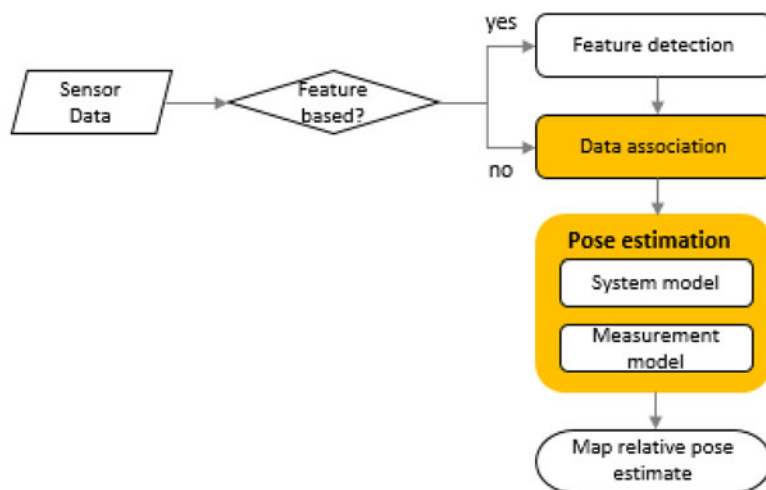 yes
Feature detection
Sensor
Data
Feature
based?
no
Data association
Pose estimation
System model
Measurement
model
Map relative pose
estimate